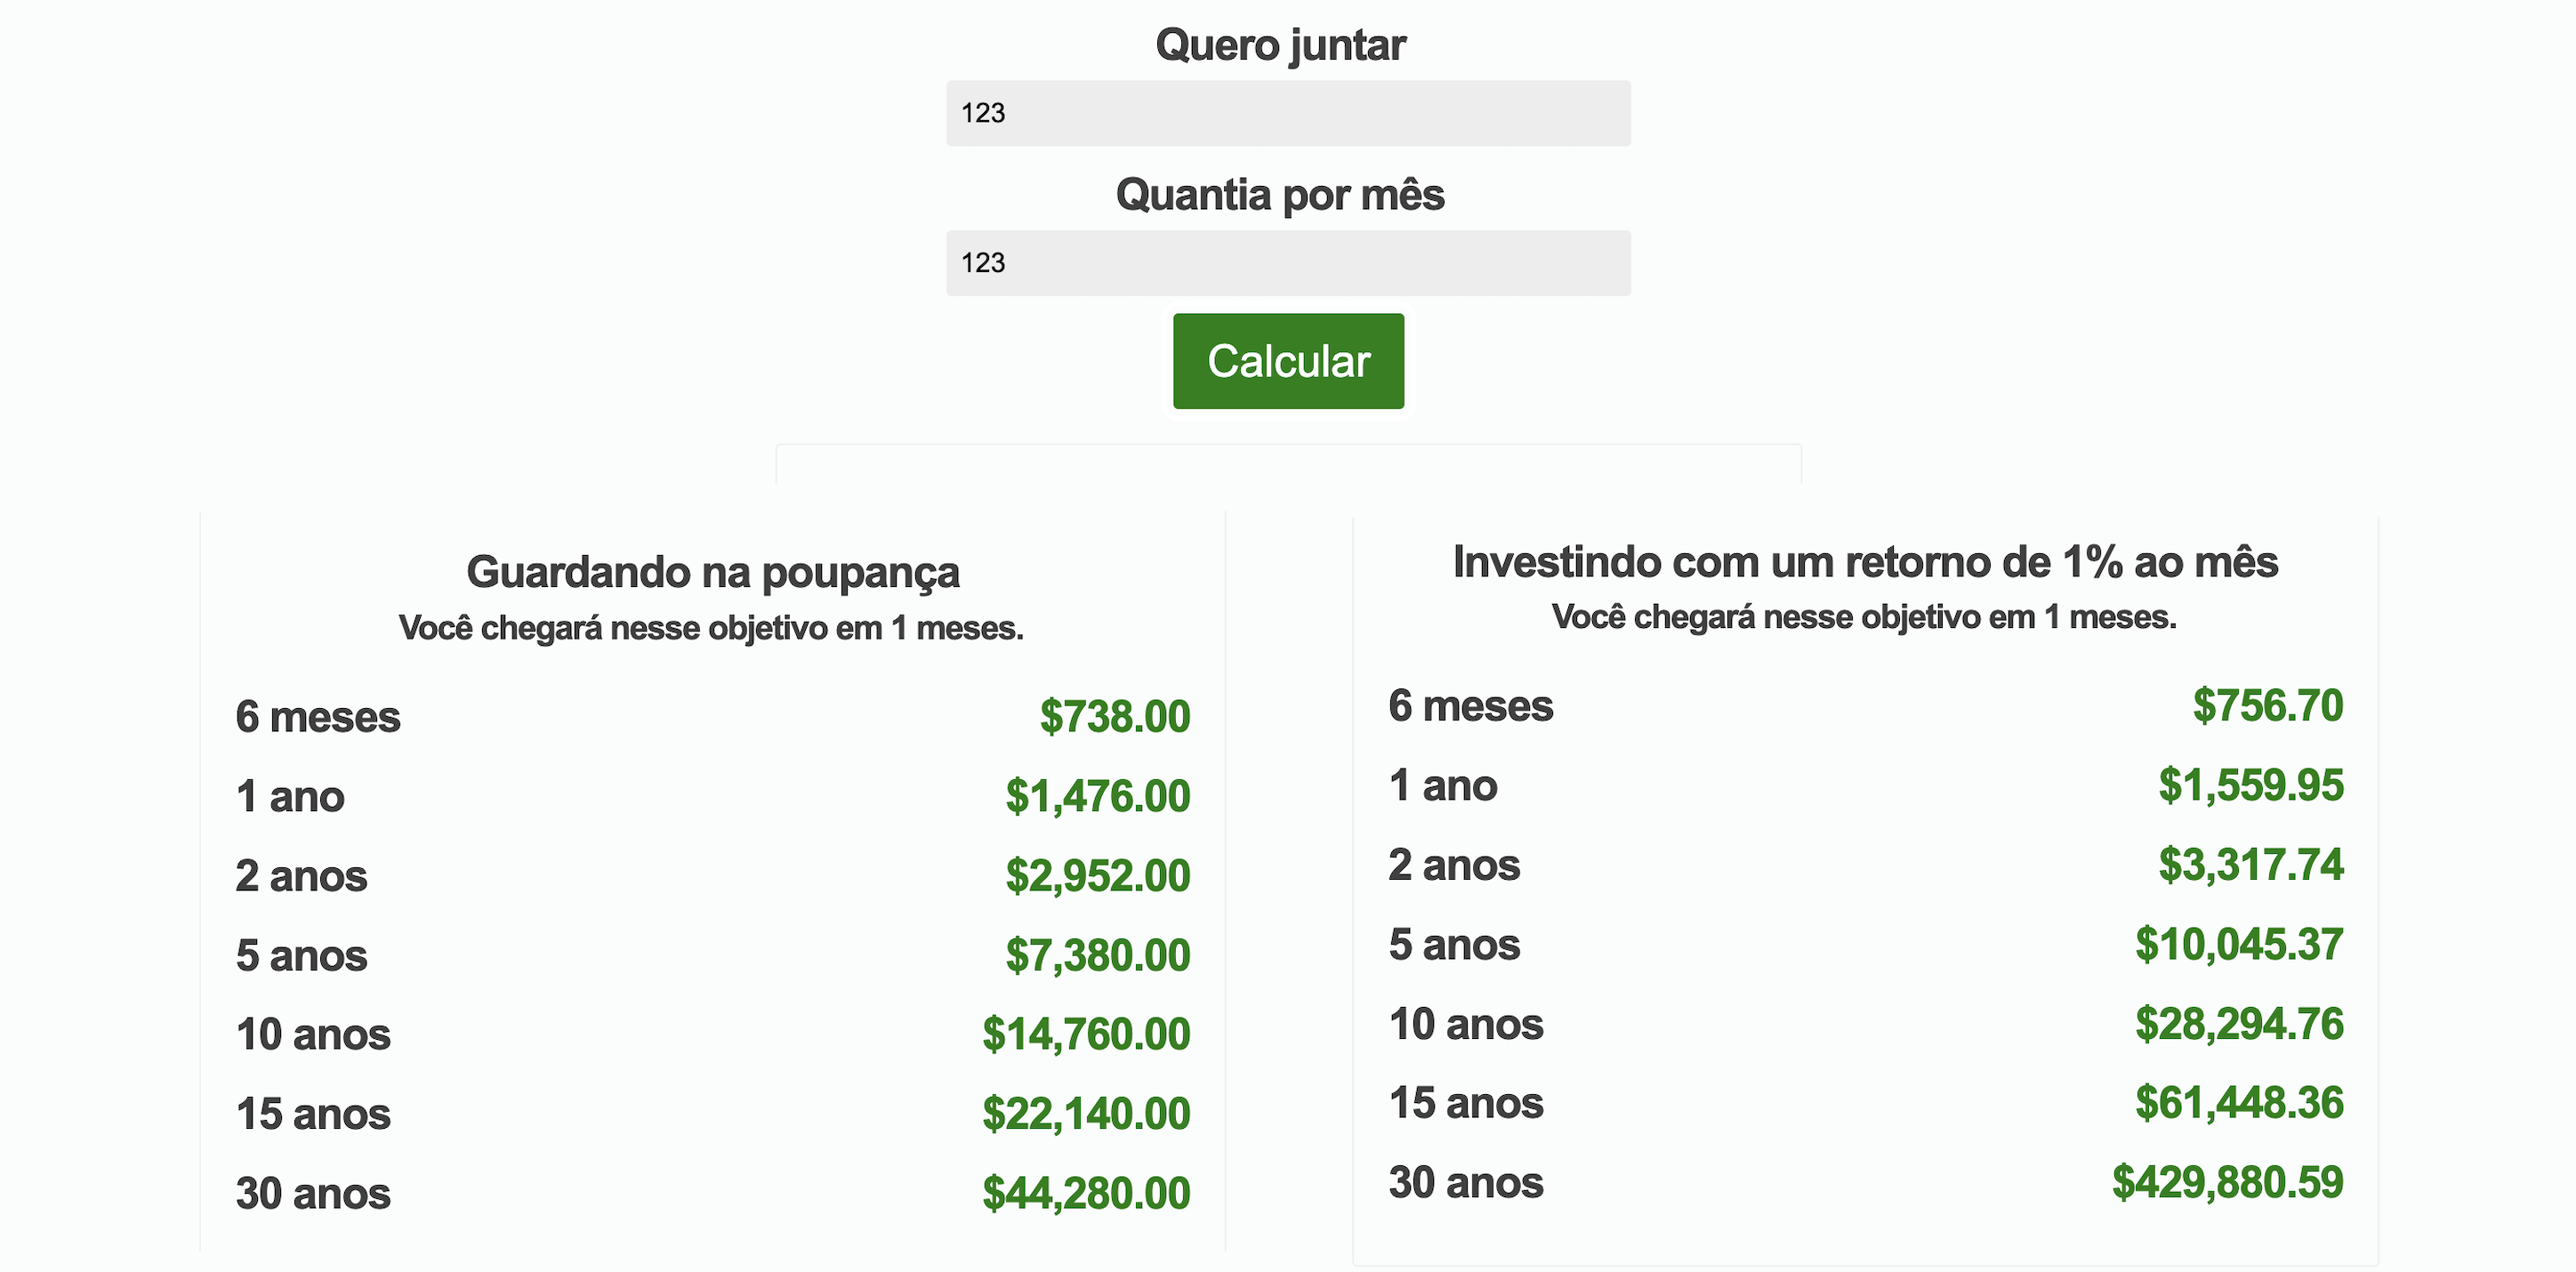 Quero juntar
123
Quantia por mês
123
Calcular
Guardando na poupança
Você chegará nesse objetivo em 1 meses.
6 meses $738.00
1 ano $1,476.00
2 anos $2,952.00
5 anos $7,380.00
10 anos $14,760.00
15 anos $22,140.00
30 anos $44,280.00
Investindo com um retorno de 1% ao mês
Você chegará nesse objetivo em 1 meses.
6 meses $756.70
1 ano $1,559.95
2 anos $3,317.74
5 anos $10,045.37
10 anos $28,294.76
15 anos $61,448.36
30 anos $429,880.59